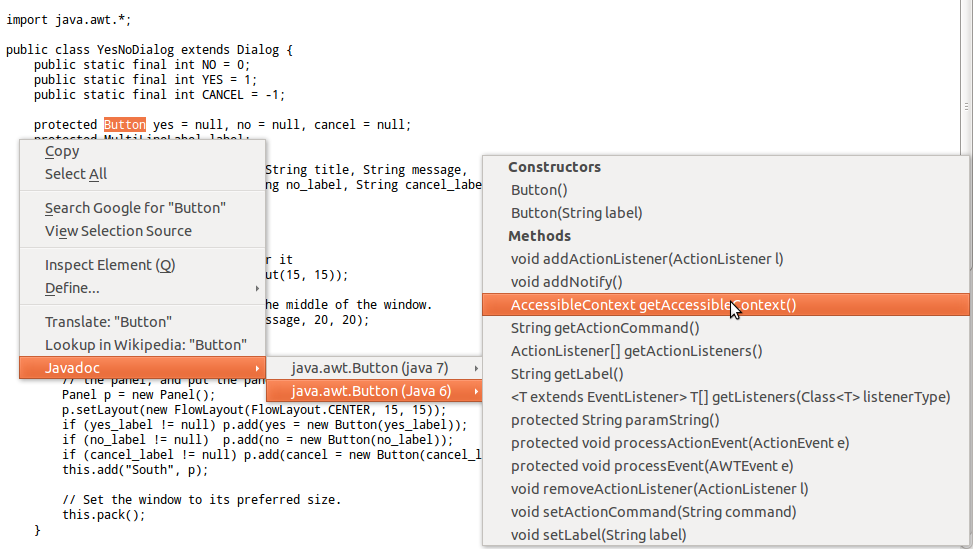 import java.awt.*;
public class YesNoDialog extends Dialog {
public static final int NO = 0;
public static final int YES = 1;
public static final int CANCEL = -1;
protected Button yes = null, no = null, cancel = null;
protected MultiLineLabel label;
String title, String message,
no_label, String cancel_labe
r it
(15, 15));
he middle of the window.
20, 20);
// the panel, and put the pan
Panel p = new Panel();
p.setLayout(new FlowLayout(FlowLayout.CENTER, 15, 15));
if (yes_label != null) p.add(yes = new Button(yes_label));
if (no_label != null) p.add(no = new Button(no_label));
if (cancel_label != null) p.add(cancel = new Button(cancel_l
this.add("South", p);
// Set the window to its preferred size.
this.pack();
}
Copy
Select All
Search Google for "Button"
View Selection Source
Inspect Element (Q)
Define...
Translate: "Button"
Lookup in Wikipedia: "Button"
Javadoc
java.awt.Button (java 7)
java.awt.Button (Java 6)
Constructors
Button()
Button(String label)
Methods
void addActionListener(ActionListener l)
void addNotify()
AccessibleContext getAccessibleContext()
String getActionCommand()
ActionListener[] getActionListeners()
String getLabel()
<T extends EventListener> T[] getListeners(Class<T> listenerType)
protected String paramString()
protected void processActionEvent(ActionEvent e)
protected void processEvent(AWTEvent e)
void removeActionListener(ActionListener l)
void setActionCommand(String command)
void setLabel(String label)